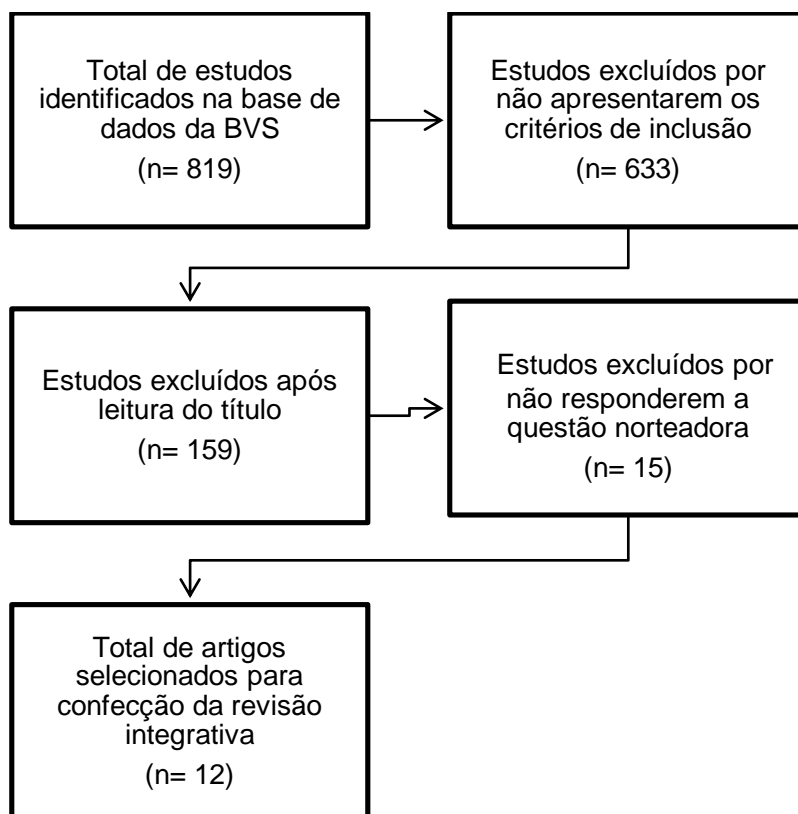 Total de estudos
identificados na base de
dados da BVS
(n= 819)
Estudos excluídos por
não apresentarem os
critérios de inclusão
(n= 633)
Estudos excluídos após
leitura do título
(n= 159)
Estudos excluídos por
não responderem a
questão norteadora
(n= 15)
Total de artigos
selecionados para
confecção da revisão
integrativa
(n= 12)